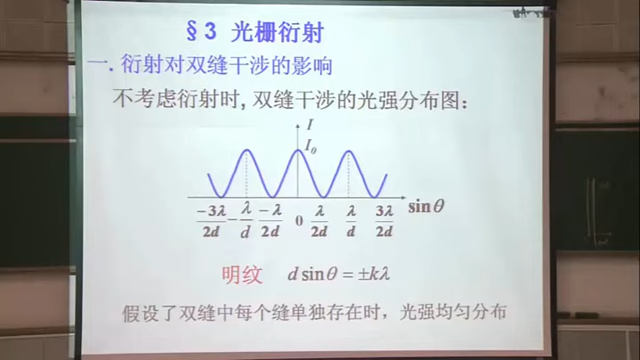 §3 光栅衍射
一.衍射对双缝干涉的影响
不考虑衍射时,双缝干涉的光强分布图:
I
I₀
-3λ/2d -λ/d -λ/2d 0 λ/2d λ/d 3λ/2d sinθ
明纹 d sinθ = ±kλ
假设了双缝中每个缝单独存在时，光强均匀分布